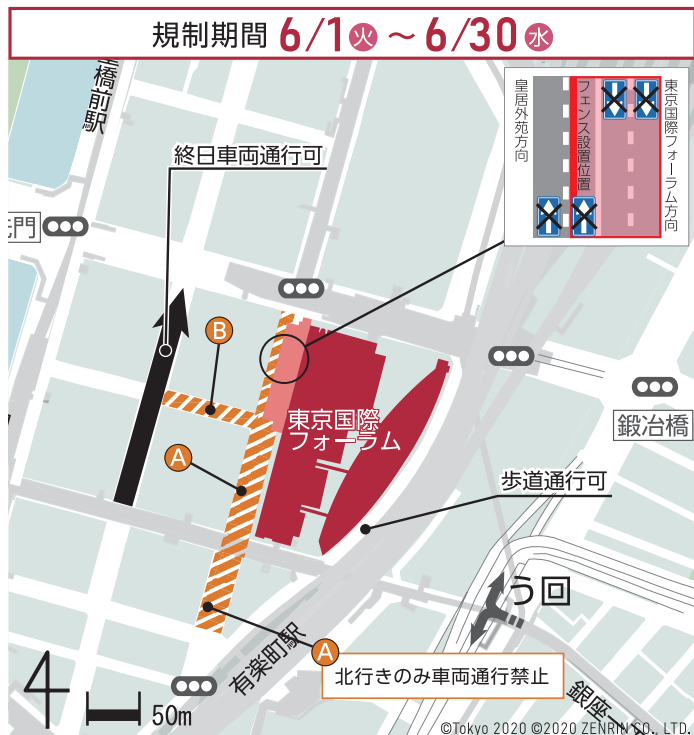 規制期間 6/1火～6/30水
橋前駅
皇居外苑方向
フェンス設置位置
東京国際フォーラム方向
終日車両通行可
門
B
A
東京国際
フォーラム
鍛冶橋
歩道通行可
う回
A
北行きのみ車両通行禁止
有楽町駅
銀座一
50m
©Tokyo 2020 ©2020 ZENRIN CO., LTD.